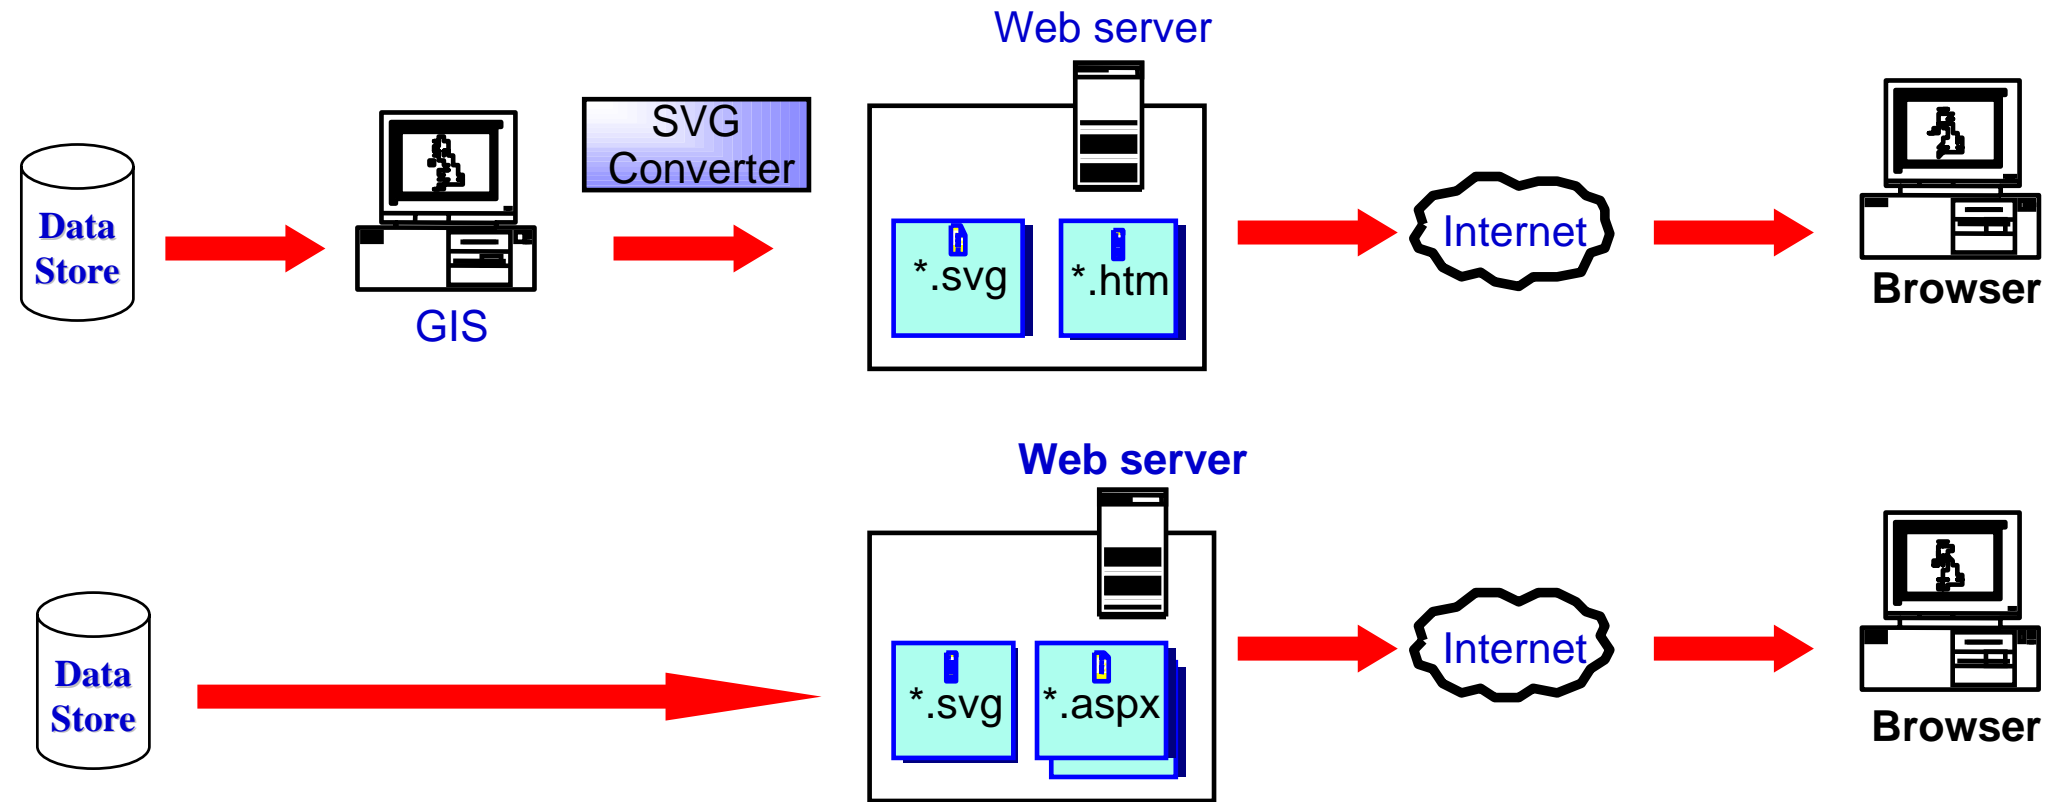 Web server
SVG
Converter
Data
Store
GIS
*.svg
*.htm
Internet
Browser
Web server
Data
Store
*.svg
*.aspx
Internet
Browser